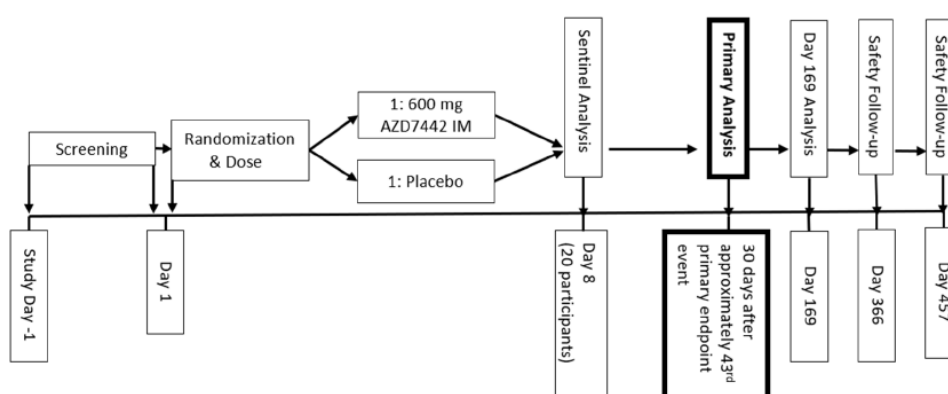 Screening
Randomization
& Dose
1: 600 mg
AZD7442 IM
1: Placebo
Sentinel Analysis
Primary Analysis
Day 169 Analysis
Safety Follow-up
Safety Follow-up
Study Day -1
Day 1
Day 8
(20 participants)
30 days after
approximately 43rd
primary endpoint
event
Day 169
Day 366
Day 457